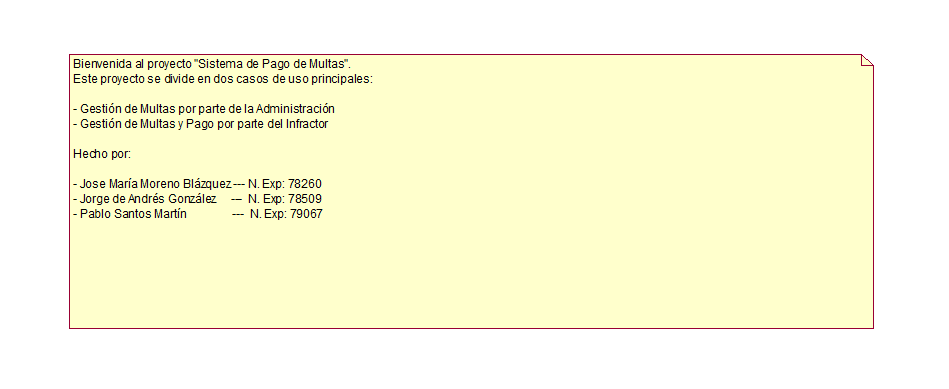 Bienvenida al proyecto "Sistema de Pago de Multas".
Este proyecto se divide en dos casos de uso principales:
- Gestión de Multas por parte de la Administración
- Gestión de Multas y Pago por parte del Infractor
Hecho por:
- Jose María Moreno Blázquez --- N. Exp: 78260
- Jorge de Andrés González --- N. Exp: 78509
- Pablo Santos Martín --- N. Exp: 79067